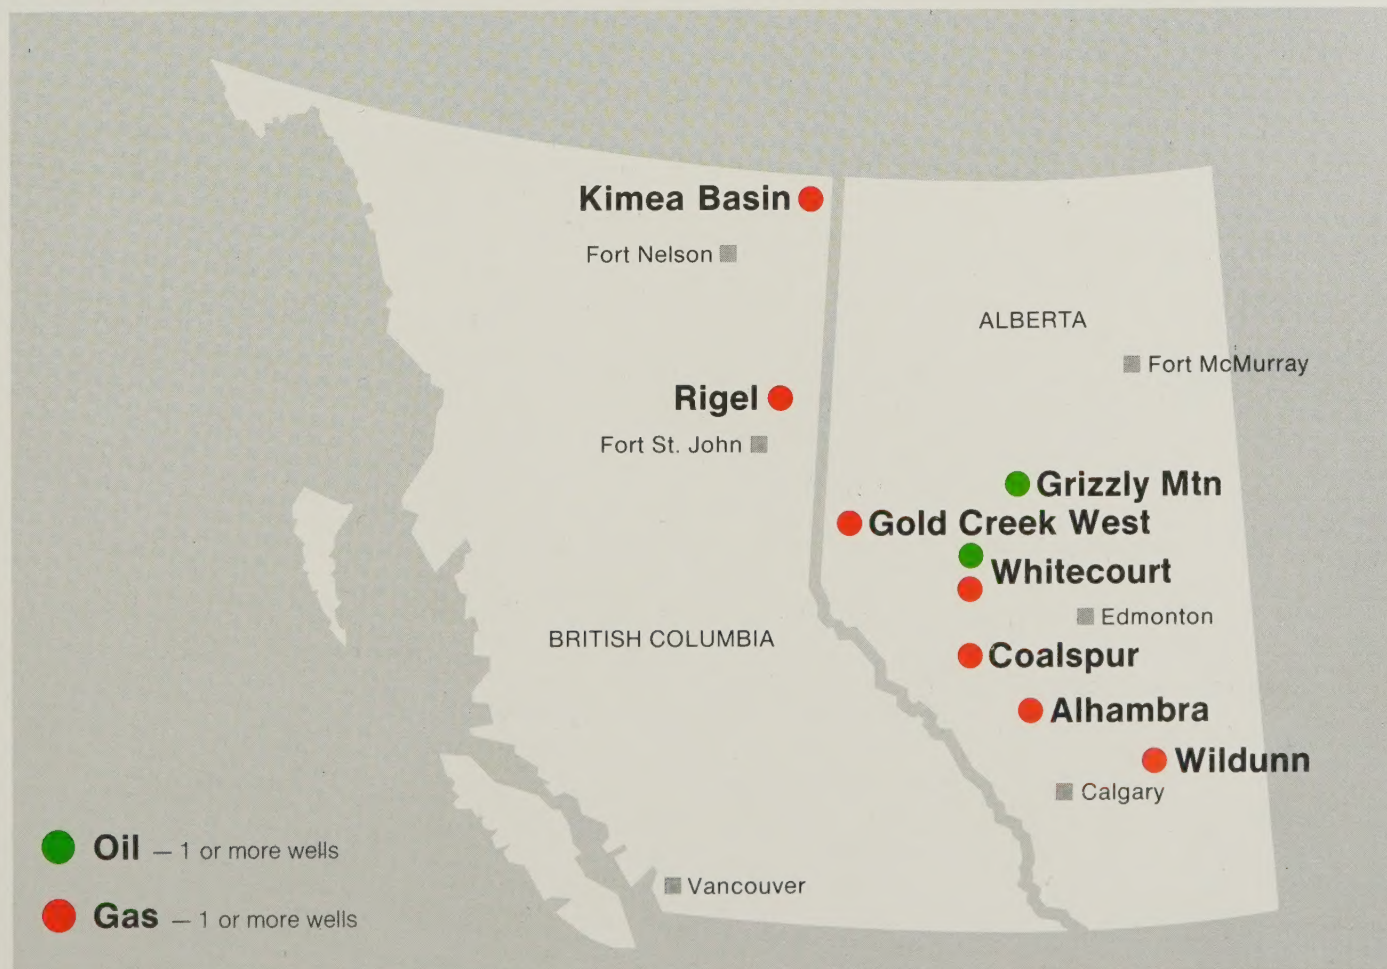 Kimea Basin
Fort Nelson
ALBERTA
Fort McMurray
Rigel
Fort St. John
Grizzly Mtn
Gold Creek West
Whitecourt
Edmonton
BRITISH COLUMBIA
Coalspur
Alhambra
Wildunn
Calgary
Oil — 1 or more wells
Vancouver
Gas — 1 or more wells